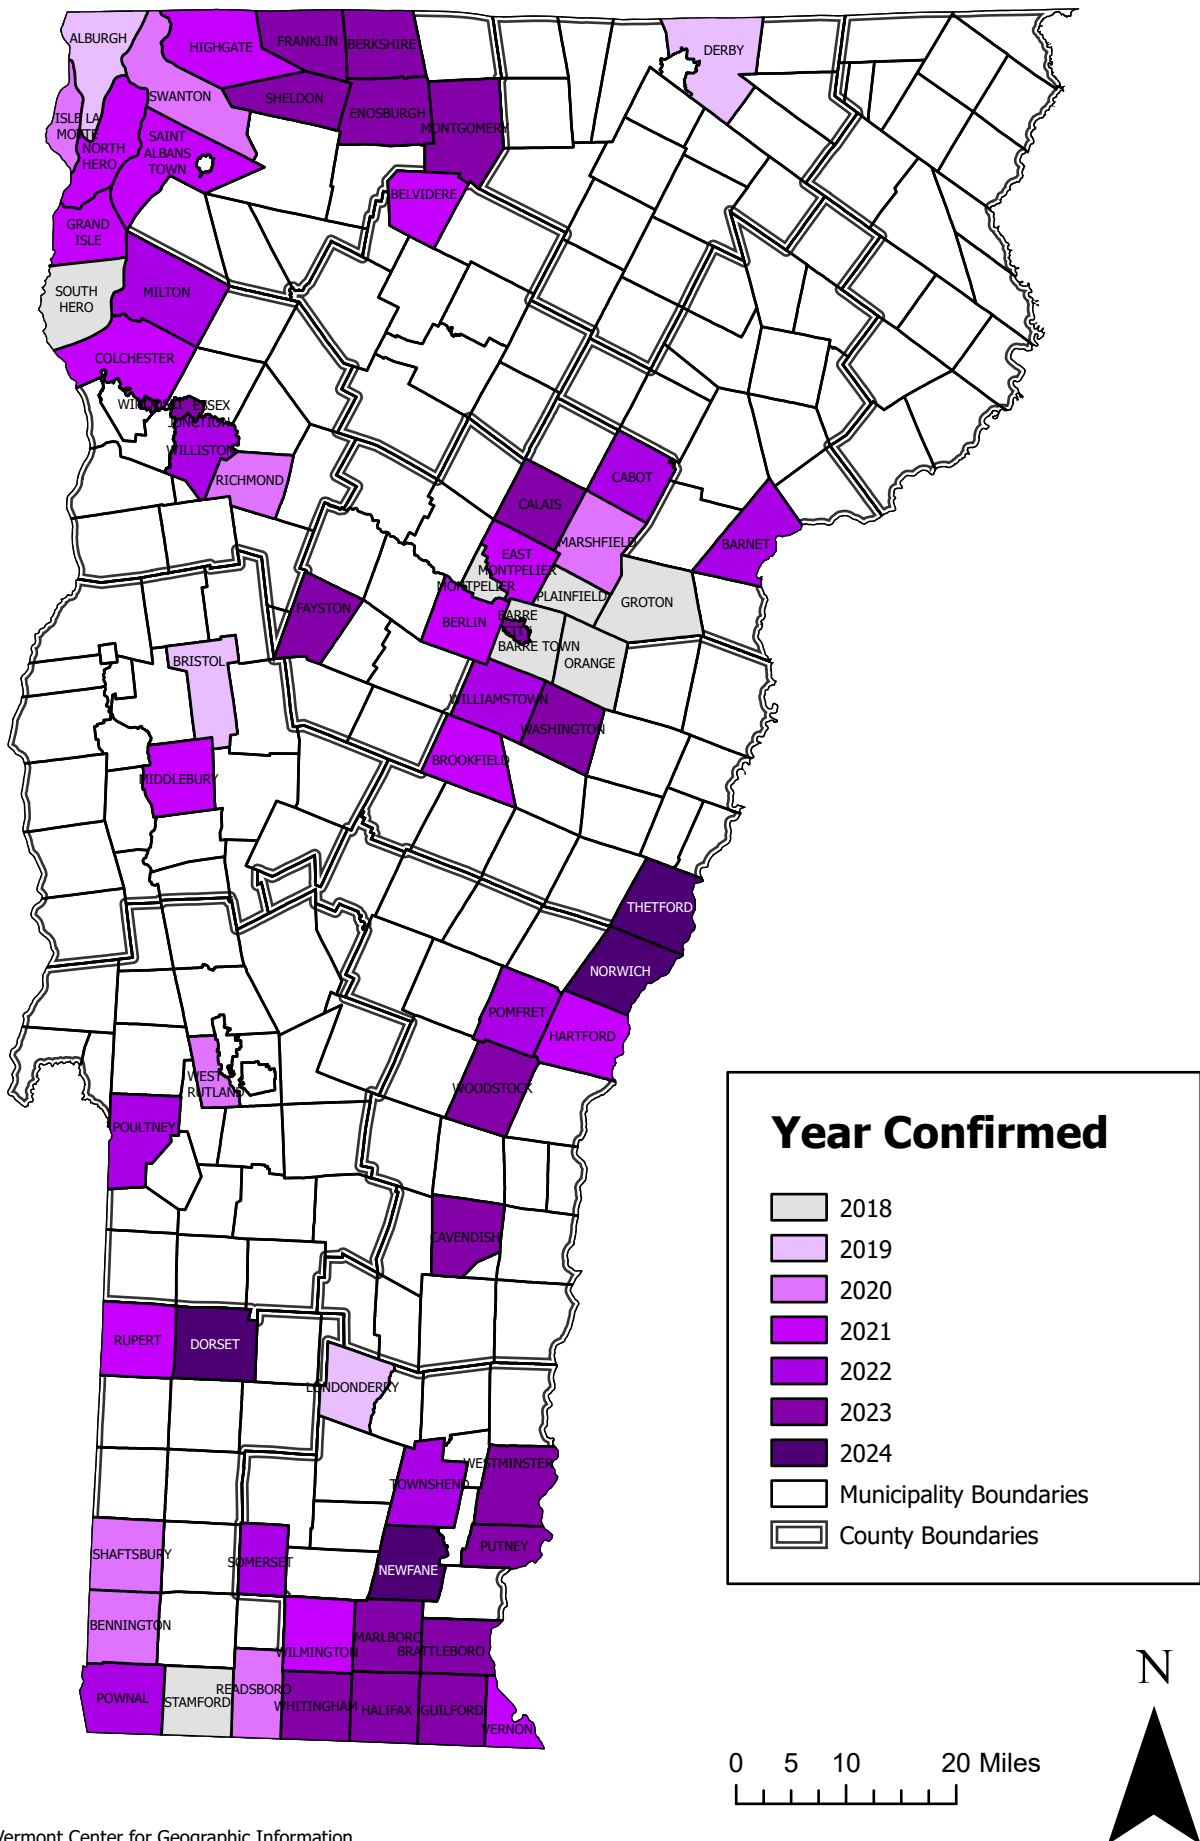 ALBURGH
HIGHGATE
FRANKLIN
BERKSHIRE
DERBY
SWANTON
SHELDON
ENOSBURGH
MONTGOMERY
ISLE LA
MOTTE
NORTH
HERO
SAINT
ALBANS
TOWN
BELVIDERE
GRAND
ISLE
SOUTH
HERO
MILTON
COLCHESTER
WINOOSKI
ESSEX
JUNCTION
WILLISTON
RICHMOND
CABOT
CALAIS
MARSHFIELD
BARNET
EAST
MONTPELIER
MONTPELIER
PLAINFIELD
GROTON
FAYSTON
BERLIN
BARRE
CITY
BARRE TOWN
ORANGE
BRISTOL
WILLIAMSTOWN
WASHINGTON
BROOKFIELD
MIDDLEBURY
THETFORD
NORWICH
POMFRET
HARTFORD
WEST
RUTLAND
WOODSTOCK
POULTNEY
CAVENDISH
RUPERT
DORSET
LONDONDERRY
WESTMINSTER
TOWNSHEND
PUTNEY
SHAFTSBURY
SOMERSET
NEWFANE
BENNINGTON
WILMINGTON
MARLBORO
BRATTLEBORO
POWNAL
STAMFORD
READSBORO
WHITINGHAM
HALIFAX
GUILFORD
VERNON
Year Confirmed
2018
2019
2020
2021
2022
2023
2024
Municipality Boundaries
County Boundaries
N
0 5 10 20 Miles
Vermont Center for Geographic Information